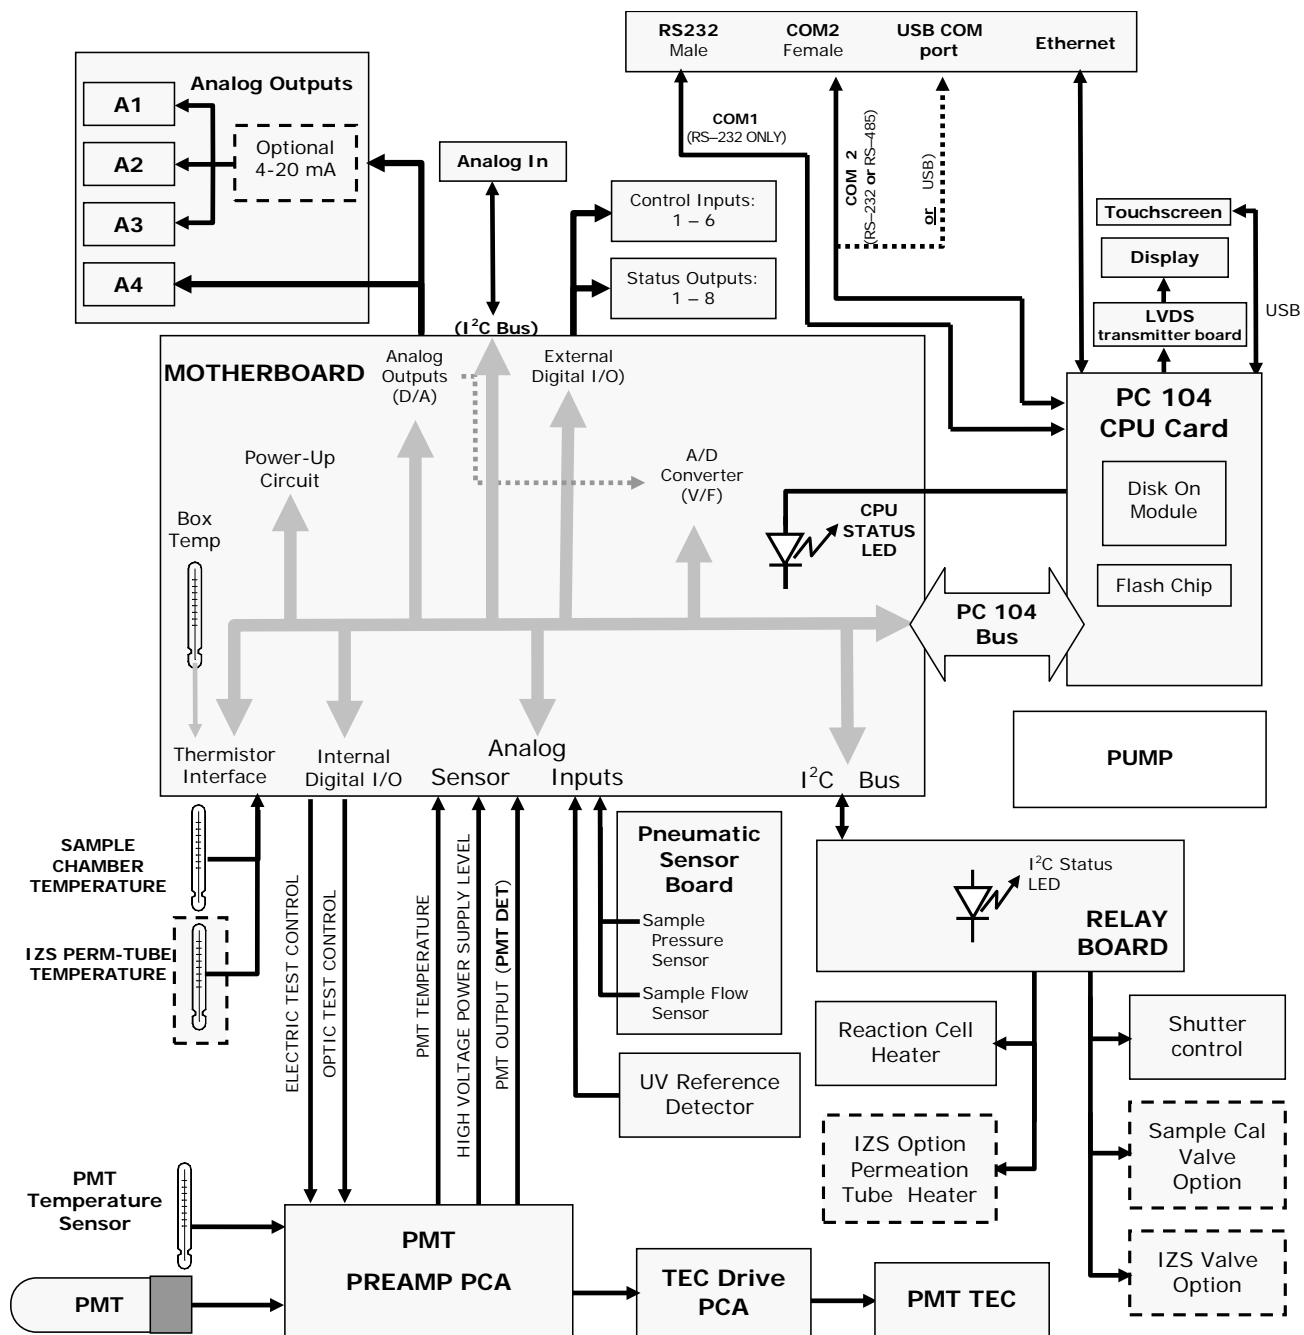 RS232
Male
COM2
Female
USB COM
port
Ethernet
Analog Outputs
A1
A2
A3
A4
Optional
4-20 mA
Analog In
COM1
(RS–232 ONLY)
COM 2
(RS–232 or RS–485)
or USB)
Control Inputs:
1 – 6
Status Outputs:
1 – 8
Touchscreen
Display
LVDS
transmitter board
USB
(I2C Bus)
MOTHERBOARD
Analog
Outputs
(D/A)
External
Digital I/O)
Power-Up
Circuit
A/D
Converter
(V/F)
Box
Temp
CPU
STATUS
LED
PC 104
CPU Card
Disk On
Module
Flash Chip
PC 104
Bus
Thermistor
Interface
Internal
Digital I/O
Analog
Sensor Inputs
I2C Bus
PUMP
SAMPLE
CHAMBER
TEMPERATURE
IZS PERM-TUBE
TEMPERATURE
ELECTRIC TEST CONTROL
OPTIC TEST CONTROL
PMT TEMPERATURE
HIGH VOLTAGE POWER SUPPLY LEVEL
PMT OUTPUT (PMT DET)
Pneumatic
Sensor
Board
Sample
Pressure
Sensor
Sample Flow
Sensor
UV Reference
Detector
I2C Status
LED
RELAY
BOARD
Reaction Cell
Heater
IZS Option
Permeation
Tube Heater
Shutter
control
Sample Cal
Valve
Option
IZS Valve
Option
PMT
Temperature
Sensor
PMT
PMT
PREAMP PCA
TEC Drive
PCA
PMT TEC